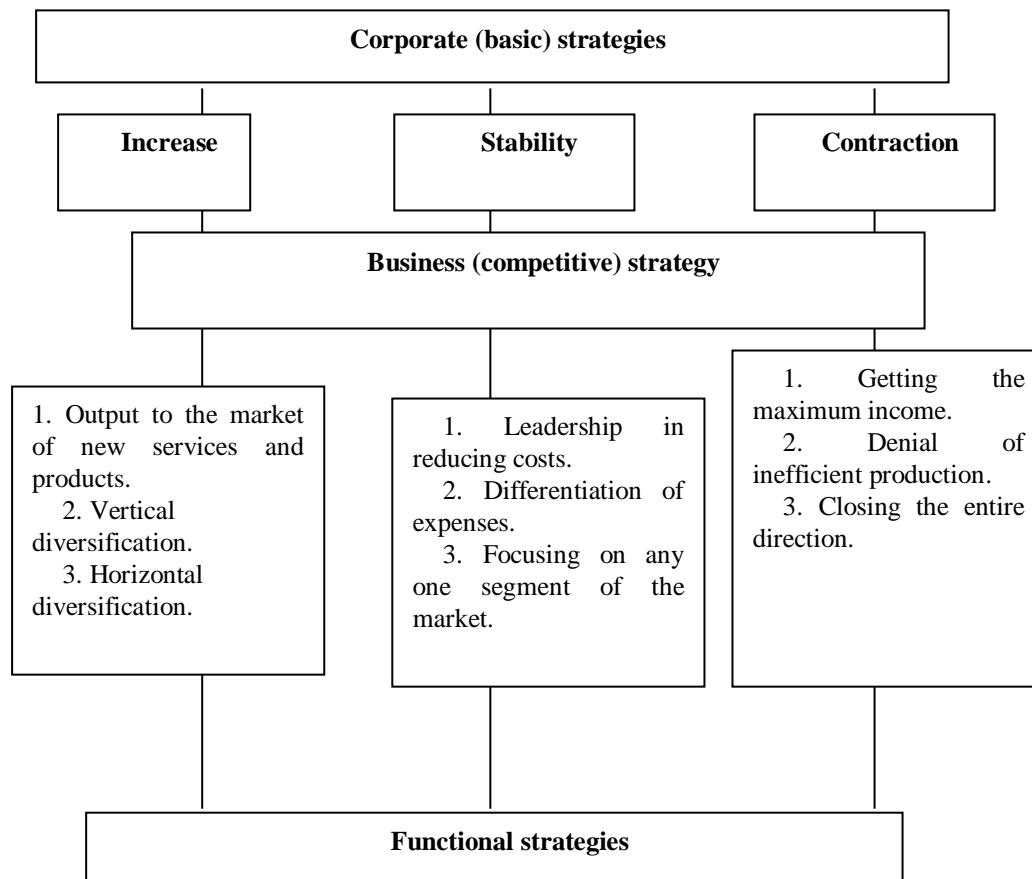 Corporate (basic) strategies
Increase
Stability
Contraction
Business (competitive) strategy
1. Output to the market
of new services and
products.
2. Vertical
diversification.
3. Horizontal
diversification.
1. Leadership in
reducing costs.
2. Differentiation of
expenses.
3. Focusing on any
one segment of the
market.
1. Getting the
maximum income.
2. Denial of
inefficient production.
3. Closing the entire
direction.
Functional strategies